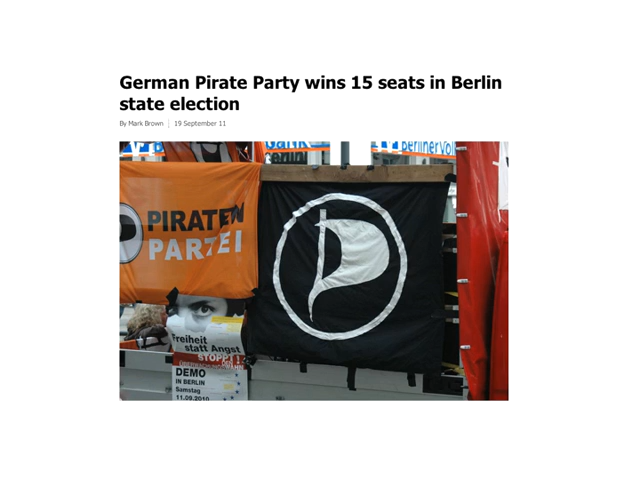 German Pirate Party wins 15 seats in Berlin
state election
By Mark Brown | 19 September 11
PIRATEN
PARTEI
Freiheit
statt Angst
STOPPT
DEMO
IN BERLIN
Samstag
11.09.2010